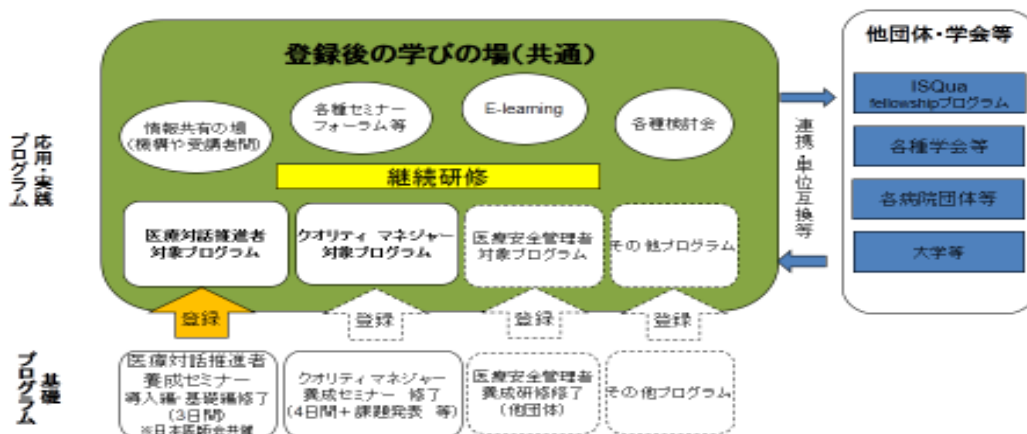 登録後の学びの場(共通)
情報共有の場
(機構や受講者間)
各種セミナー
フォーラム等
E-learning
各種検討会
継続研修
医療対話推進者
対象プログラム
クオリティ マネジャー
対象プログラム
医療安全管理者
対象プログラム
その他プログラム
登録
登録
登録
登録
医療対話推進者
養成セミナー
導入編・基礎編修了
(3日間)
※日本医師会共催
クオリティ マネジャー
養成セミナー 修了
(4日間+課題発表 等)
医療安全管理者
養成研修修了
(他団体)
その他プログラム
応用・実践
プログラム
基礎
プログラム
連携・単位互換等
他団体・学会等
ISQua
fellowshipプログラム
各種学会等
各病院団体等
大学等